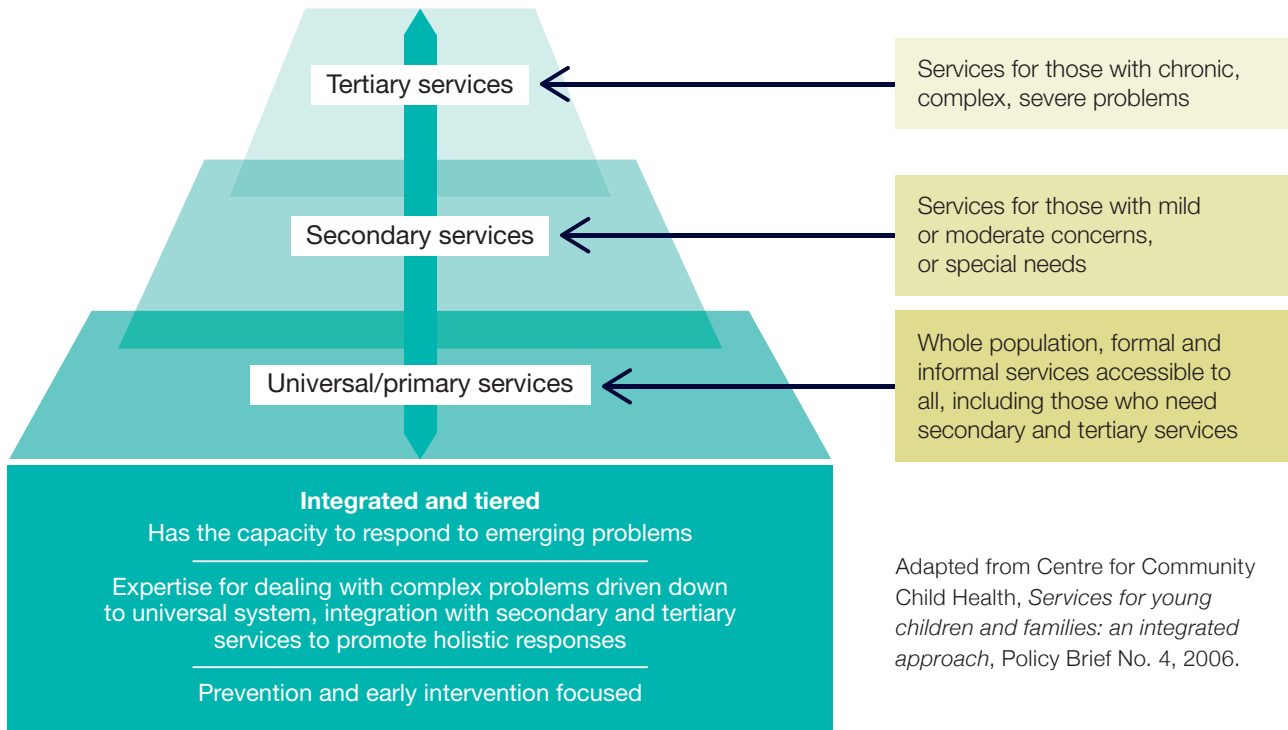 Tertiary services
Services for those with chronic,
complex, severe problems
Secondary services
Services for those with mild
or moderate concerns,
or special needs
Universal/primary services
Whole population, formal and
informal services accessible to
all, including those who need
secondary and tertiary services
Integrated and tiered
Has the capacity to respond to emerging problems
Expertise for dealing with complex problems driven down
to universal system, integration with secondary and tertiary
services to promote holistic responses
Prevention and early intervention focused
Adapted from Centre for Community
Child Health, Services for young
children and families: an integrated
approach, Policy Brief No. 4, 2006.